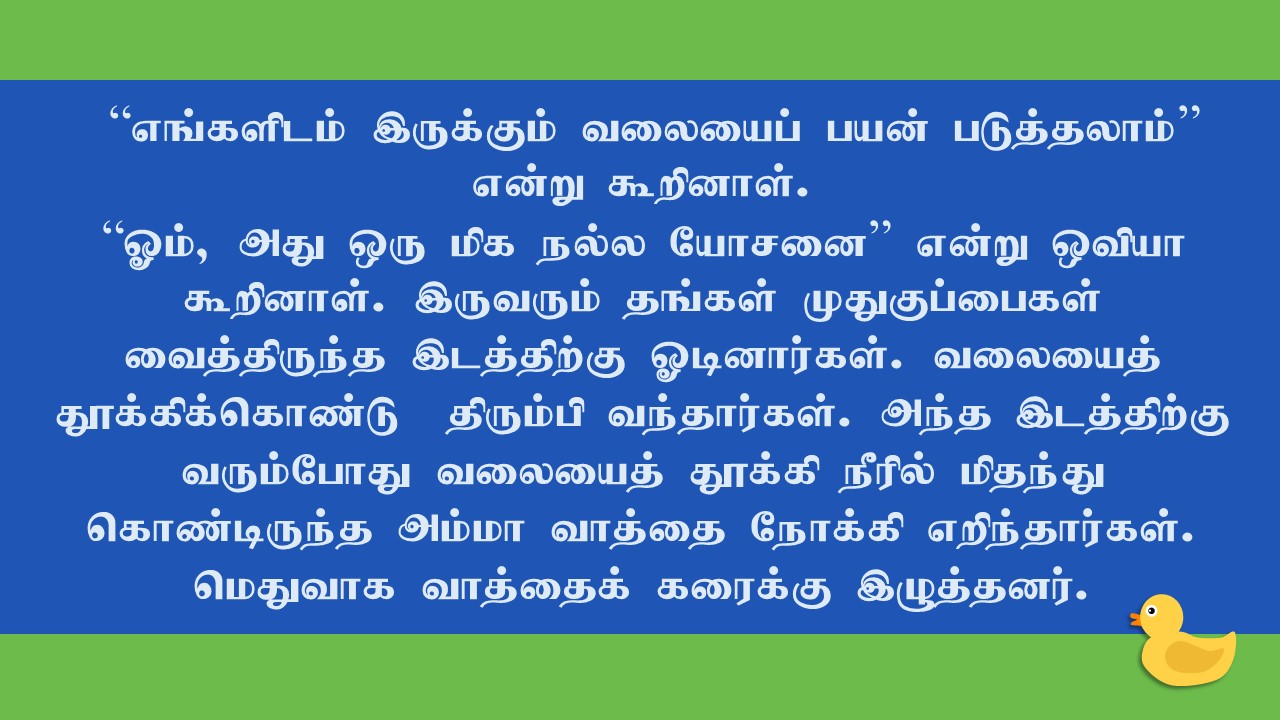 “எங்களிடம் இருக்கும் வலையைப் பயன் படுத்தலாம்”
என்று கூறினாள்.
“ஓம், அது ஒரு மிக நல்ல யோசனை” என்று ஒவியா
கூறினாள். இருவரும் தங்கள் முதுகுப்பைகள்
வைத்திருந்த இடத்திற்கு ஓடினார்கள். வலையைத்
தூக்கிக்கொண்டு திரும்பி வந்தார்கள். அந்த இடத்திற்கு
வரும்போது வலையைத் தூக்கி நீரில் மிதந்து
கொண்டிருந்த அம்மா வாத்தை நோக்கி எறிந்தார்கள்.
மெதுவாக வாத்தைக் கரைக்கு இழுத்தனர்.